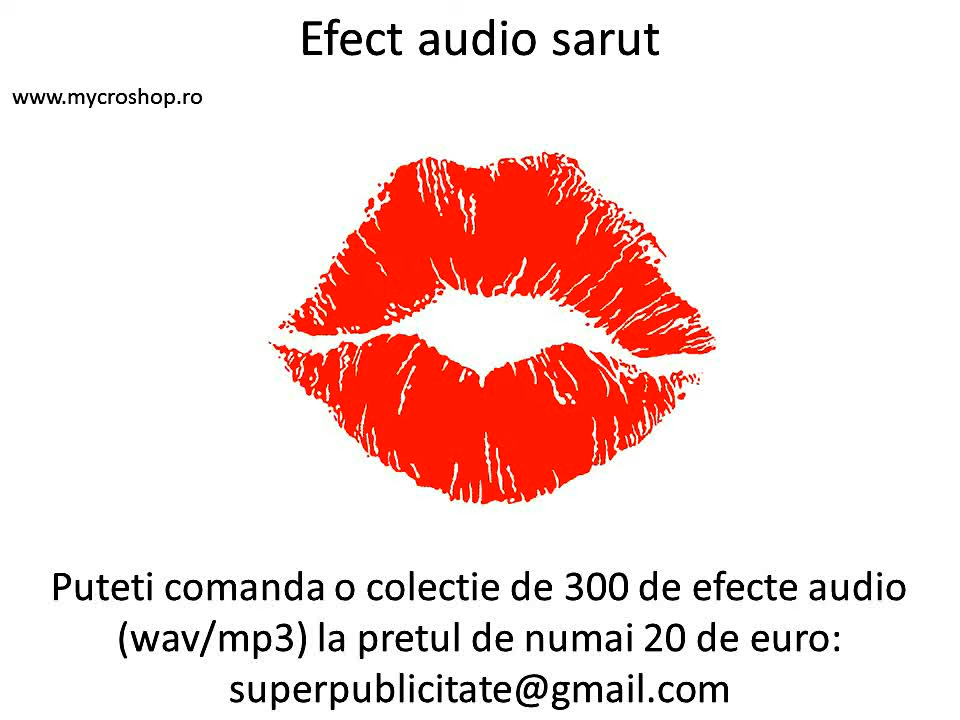 Efect audio sarut
www.mycroshop.ro
Puteti comanda o colectie de 300 de efecte audio
(wav/mp3) la pretul de numai 20 de euro:
superpublicitate@gmail.com